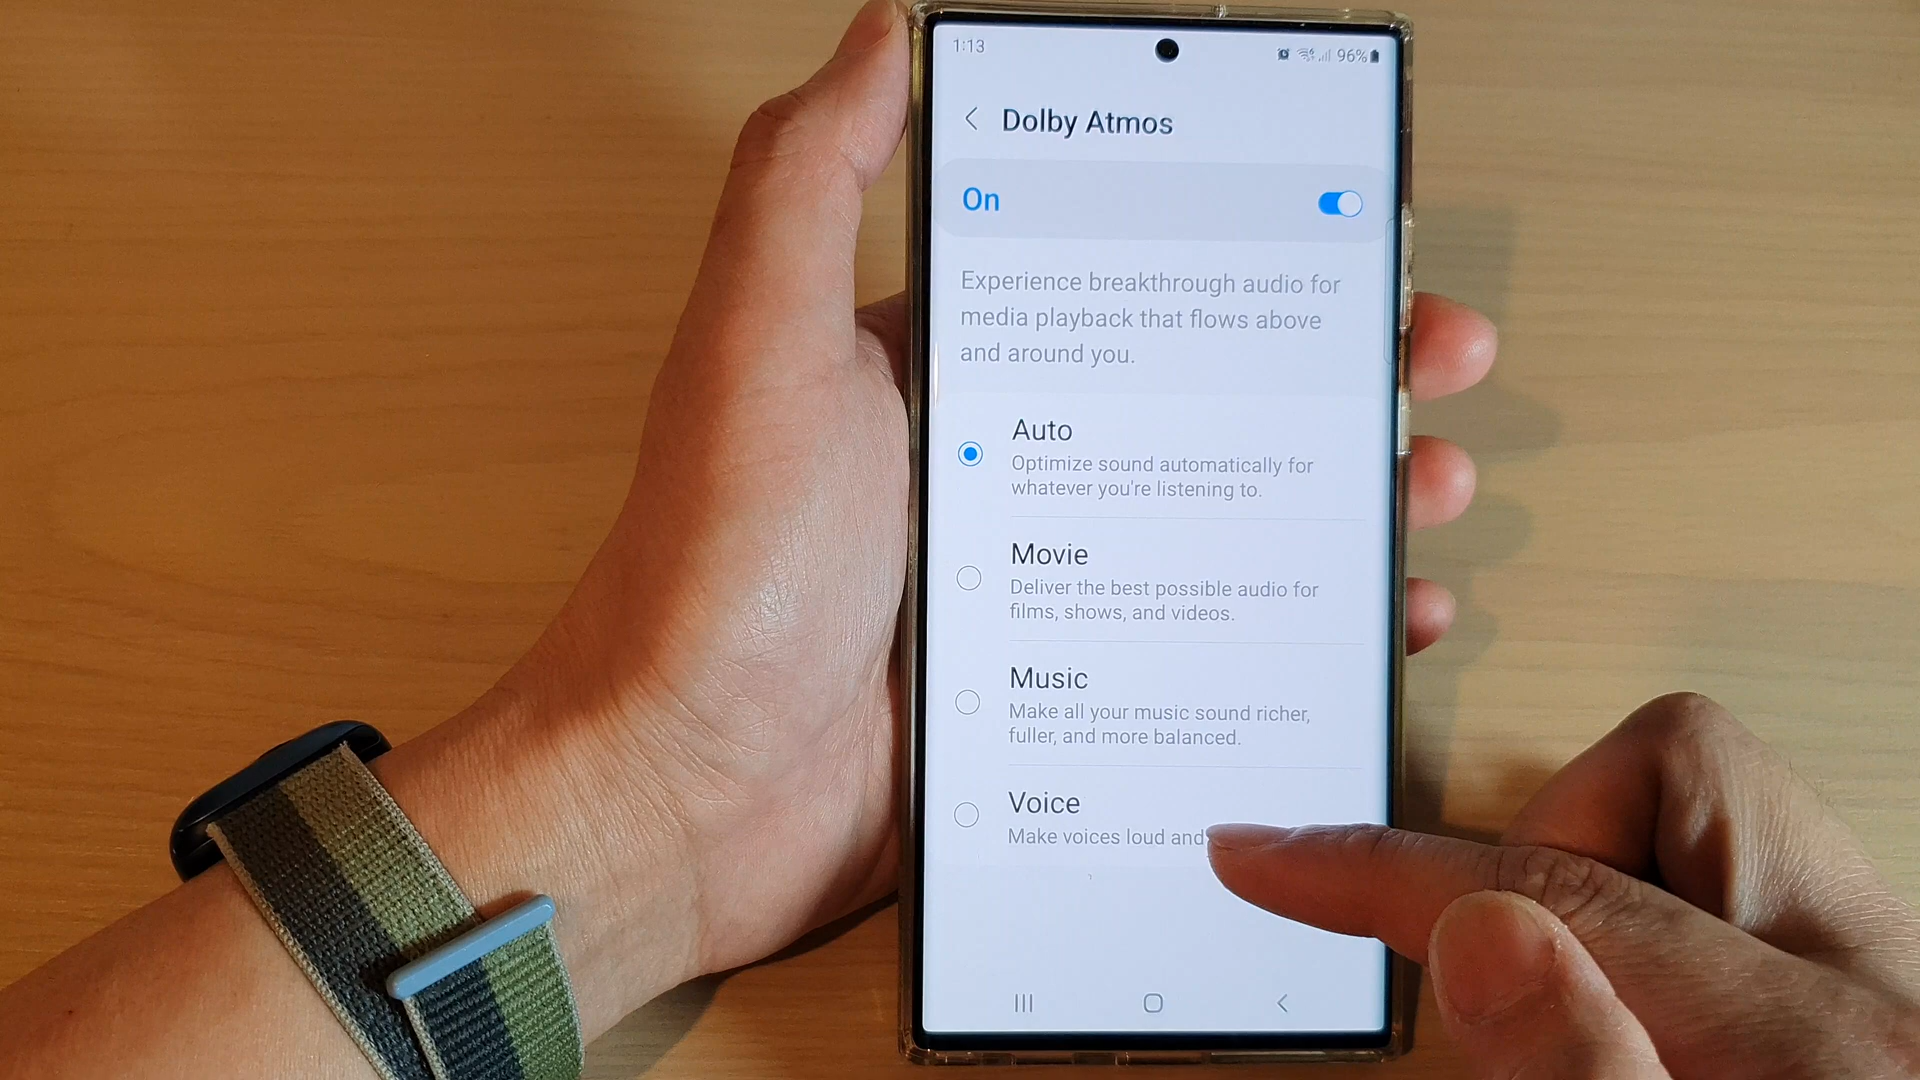 1:13
96%
Dolby Atmos
On
Experience breakthrough audio for
media playback that flows above
and around you.
Auto
Optimize sound automatically for
whatever you're listening to.
Movie
Deliver the best possible audio for
films, shows, and videos.
Music
Make all your music sound richer,
fuller, and more balanced.
Voice
Make voices loud and